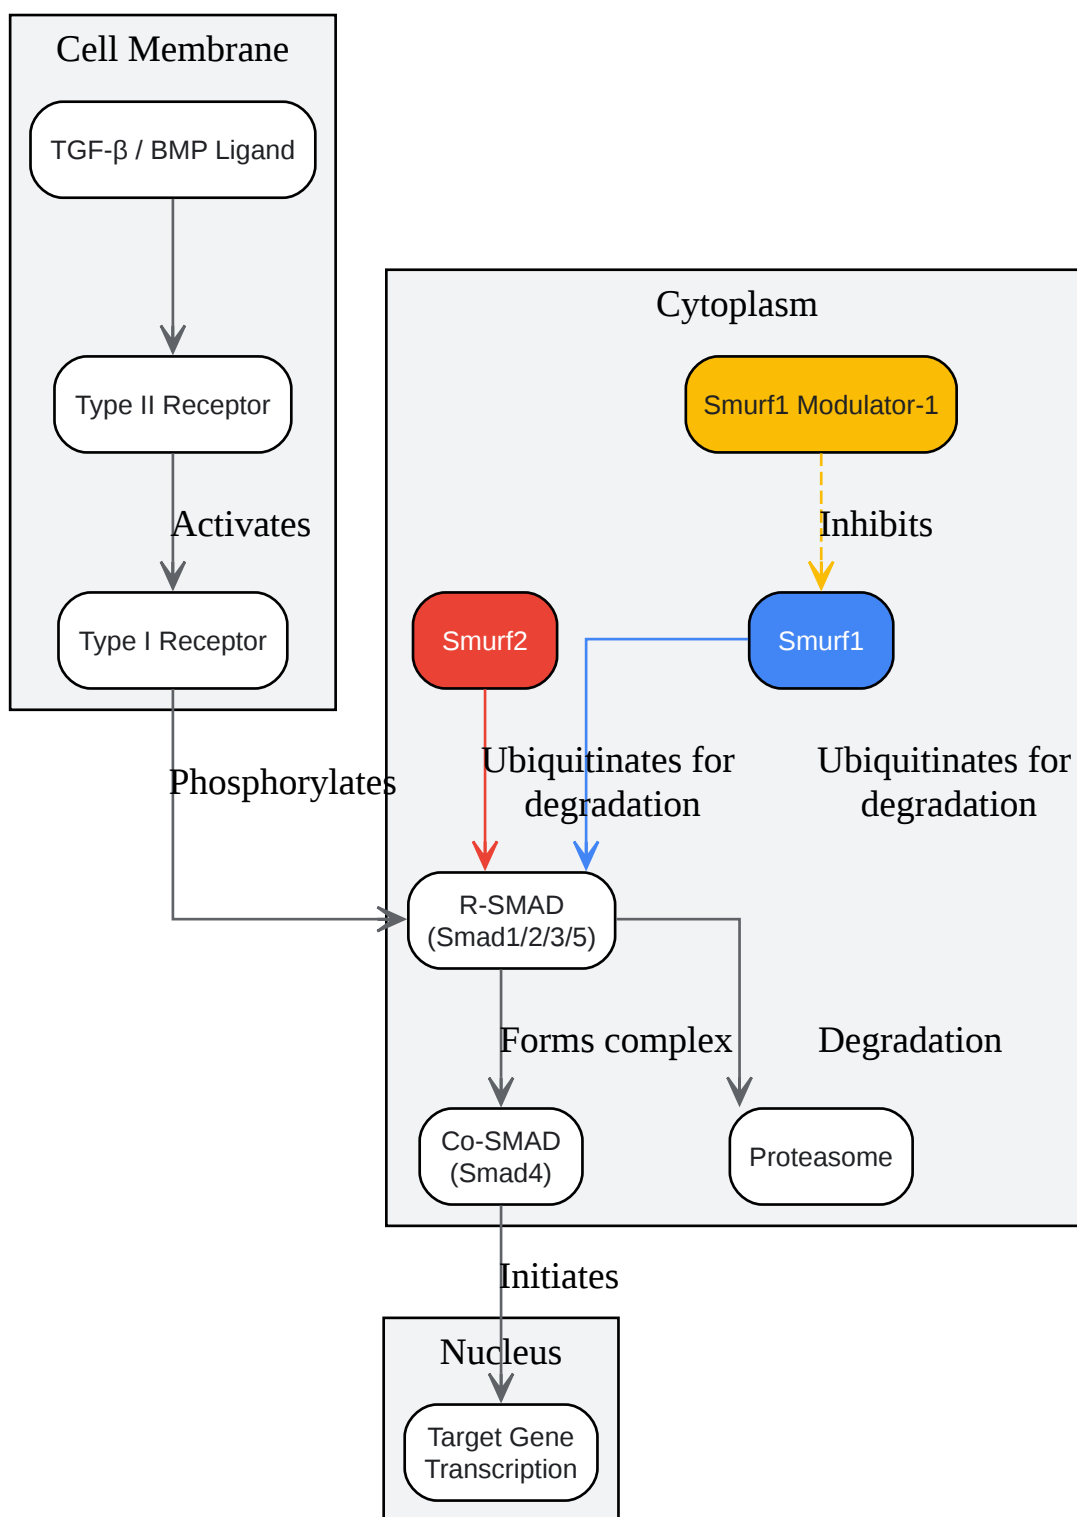 Cell Membrane
TGF-β / BMP Ligand
Type II Receptor
Activates
Type I Receptor
Phosphorylates
Cytoplasm
Smurf1 Modulator-1
Inhibits
Smurf2
Smurf1
Ubiquitinates for
degradation
Ubiquitinates for
degradation
R-SMAD
(Smad1/2/3/5)
Forms complex
Degradation
Co-SMAD
(Smad4)
Proteasome
Initiates
Nucleus
Target Gene
Transcription